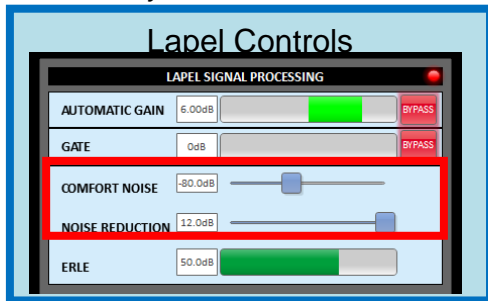 Lapel Controls
LAPEL SIGNAL PROCESSING
AUTOMATIC GAIN 6.00dB BYPASS
GATE 0dB BYPASS
COMFORT NOISE -80.0dB
NOISE REDUCTION 12.0dB
ERLE 50.0dB